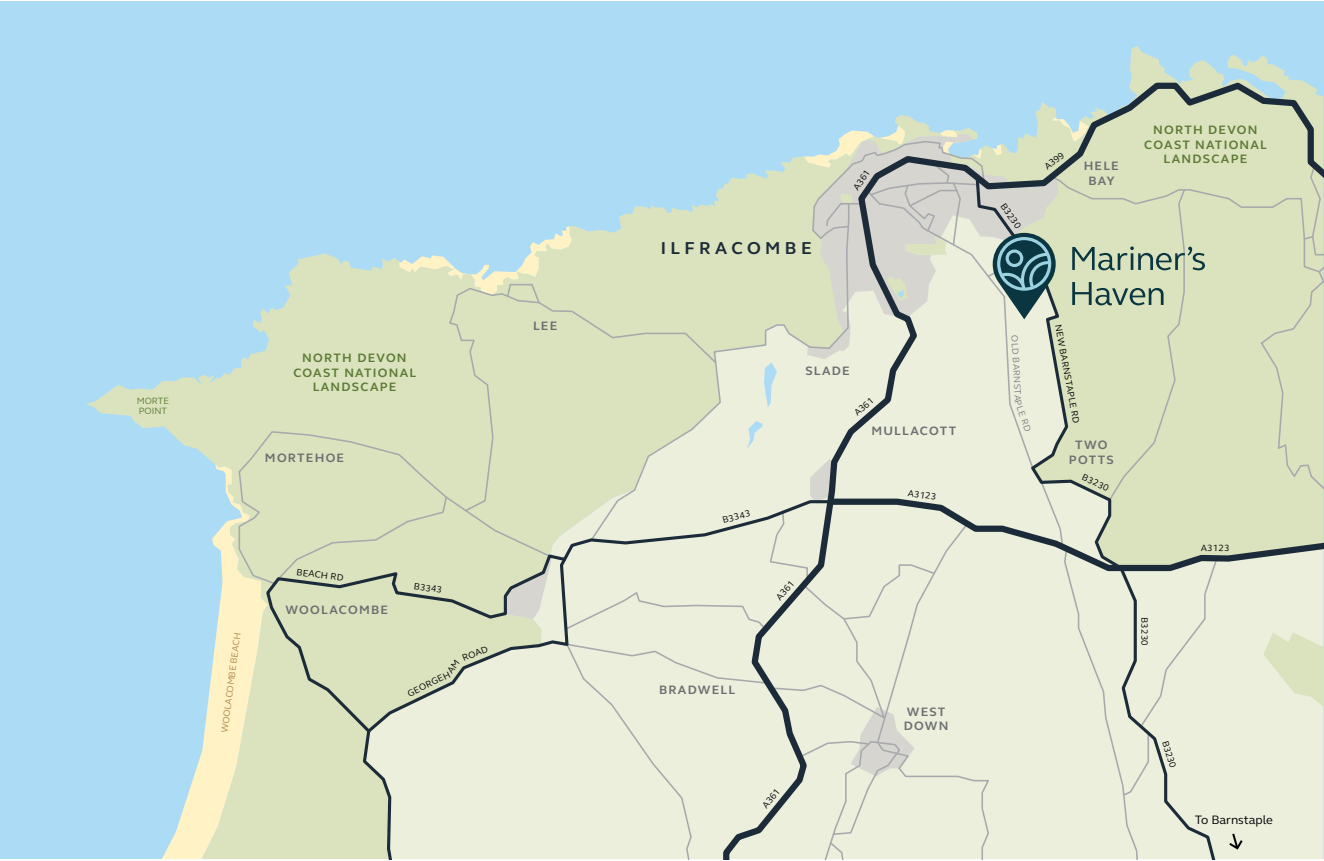 NORTH DEVON
COAST NATIONAL
LANDSCAPE
A399
HELE
BAY
A361
B3230
ILFRACOMBE
Mariner's
Haven
LEE
NORTH DEVON
COAST NATIONAL
LANDSCAPE
SLADE
OLD BARNSTAPLE RD
NEW BARNSTAPLE RD
MORTE
POINT
A361
MULLACOTT
MORTEHOE
TWO
POTTS
B3230
A3123
B3343
A3123
BEACH RD
B3343
A361
WOOLACOMBE
B3230
WOOLACOMBE BEACH
GEORGEHAM ROAD
BRADWELL
WEST
DOWN
B3230
A361
To Barnstaple